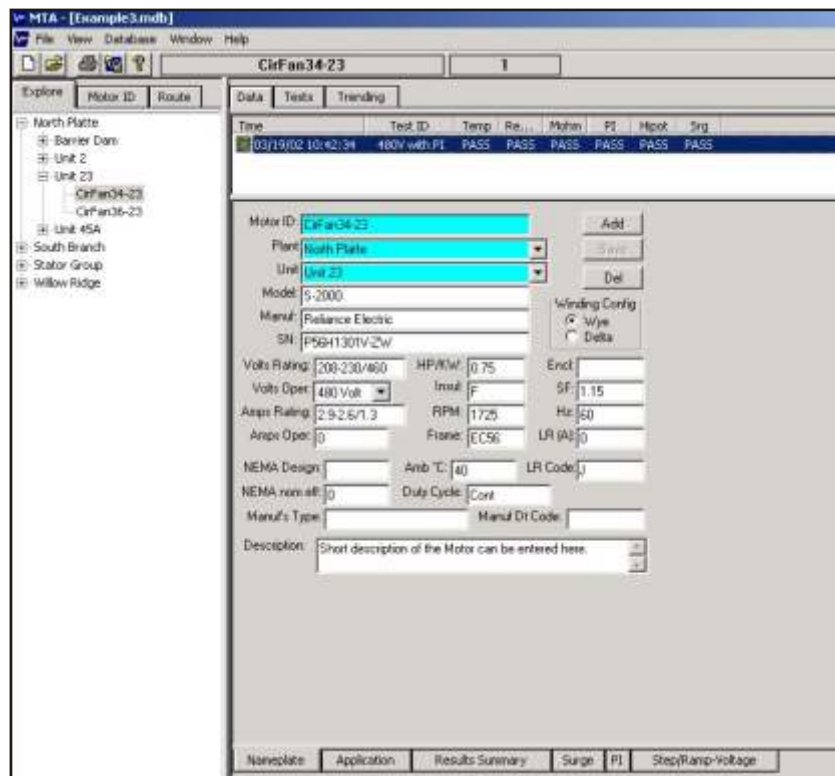 MTA - [Example3.mdb]
File View Database Window Help
CirFan34-23 1
Explore Motor ID Route
North Platte
Barrier Dam
Unit 2
Unit 23
CirFan34-23
CirFan36-23
Unit 45A
South Branch
Stator Group
Willow Ridge
Data Tests Trending
Time Test ID Temp Re... Mohm PI Hipot Srg
03/19/02 10:42:34 480V with PI PASS PASS PASS PASS PASS PASS
Motor ID: CirFan34-23 Add
Plant: North Platte Save
Unit: Unit 23 Del
Model: S-2000 Winding Config
Manuf: Reliance Electric Wye
SN: P56H1301V-ZW Delta
Volts Rating: 208-230/460 HP/KW: 0.75 Encl:
Volts Oper: 480 Volt Insul: F SF: 1.15
Amps Rating: 2.9-2.6/1.3 RPM: 1725 Hz: 60
Amps Oper: 0 Frame: EC56 LR (A): 0
NEMA Design: Amb °C: 40 LR Code: J
NEMA nom eff: 0 Duty Cycle: Cont
Manuf's Type: Manuf Dt Code:
Description: Short description of the Motor can be entered here.
Nameplate Application Results Summary Surge PI Step/Ramp-Voltage